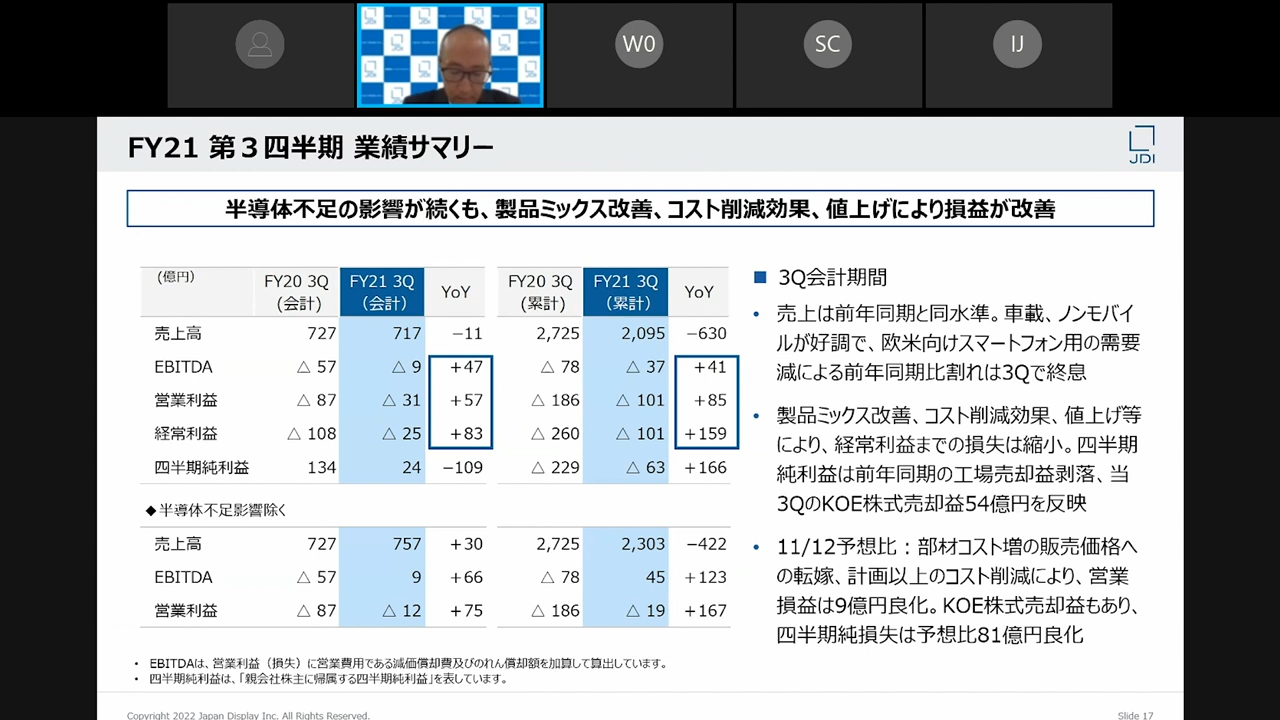 W0
SC
IJ
FY21 第３四半期 業績サマリー
JDI
半導体不足の影響が続くも、製品ミックス改善、コスト削減効果、値上げにより損益が改善
（億円） FY20 3Q （会計） FY21 3Q （会計） YoY FY20 3Q （累計） FY21 3Q （累計） YoY
売上高 727 717 −11 2,725 2,095 −630
EBITDA △ 57 △ 9 +47 △ 78 △ 37 +41
営業利益 △ 87 △ 31 +57 △ 186 △ 101 +85
経常利益 △ 108 △ 25 +83 △ 260 △ 101 +159
四半期純利益 134 24 −109 △ 229 △ 63 +166
◆半導体不足影響除く
売上高 727 757 +30 2,725 2,303 −422
EBITDA △ 57 9 +66 △ 78 45 +123
営業利益 △ 87 △ 12 +75 △ 186 △ 19 +167
• EBITDAは、営業利益（損失）に営業費用である減価償却費及びのれん償却額を加算して算出しています。
• 四半期純利益は、「親会社株主に帰属する四半期純利益」を表しています。
■ 3Q会計期間
• 売上は前年同期と同水準。車載、ノンモバイ
ルが好調で、欧米向けスマートフォン用の需要
減による前年同期比割れは3Qで終息
• 製品ミックス改善、コスト削減効果、値上げ等
により、経常利益までの損失は縮小。四半期
純利益は前年同期の工場売却益剥落、当
3QのKOE株式売却益54億円を反映
• 11/12予想比：部材コスト増の販売価格へ
の転嫁、計画以上のコスト削減により、営業
損益は9億円良化。KOE株式売却益もあり、
四半期純損失は予想比81億円良化
Copyright 2022 Japan Display Inc. All Rights Reserved.
Slide 17